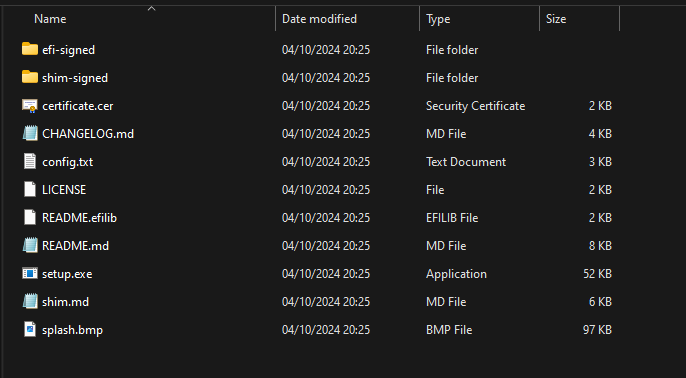 Name Date modified Type Size
efi-signed 04/10/2024 20:25 File folder
shim-signed 04/10/2024 20:25 File folder
certificate.cer 04/10/2024 20:25 Security Certificate 2 KB
CHANGELOG.md 04/10/2024 20:25 MD File 4 KB
config.txt 04/10/2024 20:25 Text Document 3 KB
LICENSE 04/10/2024 20:25 File 2 KB
README.efilib 04/10/2024 20:25 EFILIB File 2 KB
README.md 04/10/2024 20:25 MD File 8 KB
setup.exe 04/10/2024 20:25 Application 52 KB
shim.md 04/10/2024 20:25 MD File 6 KB
splash.bmp 04/10/2024 20:25 BMP File 97 KB